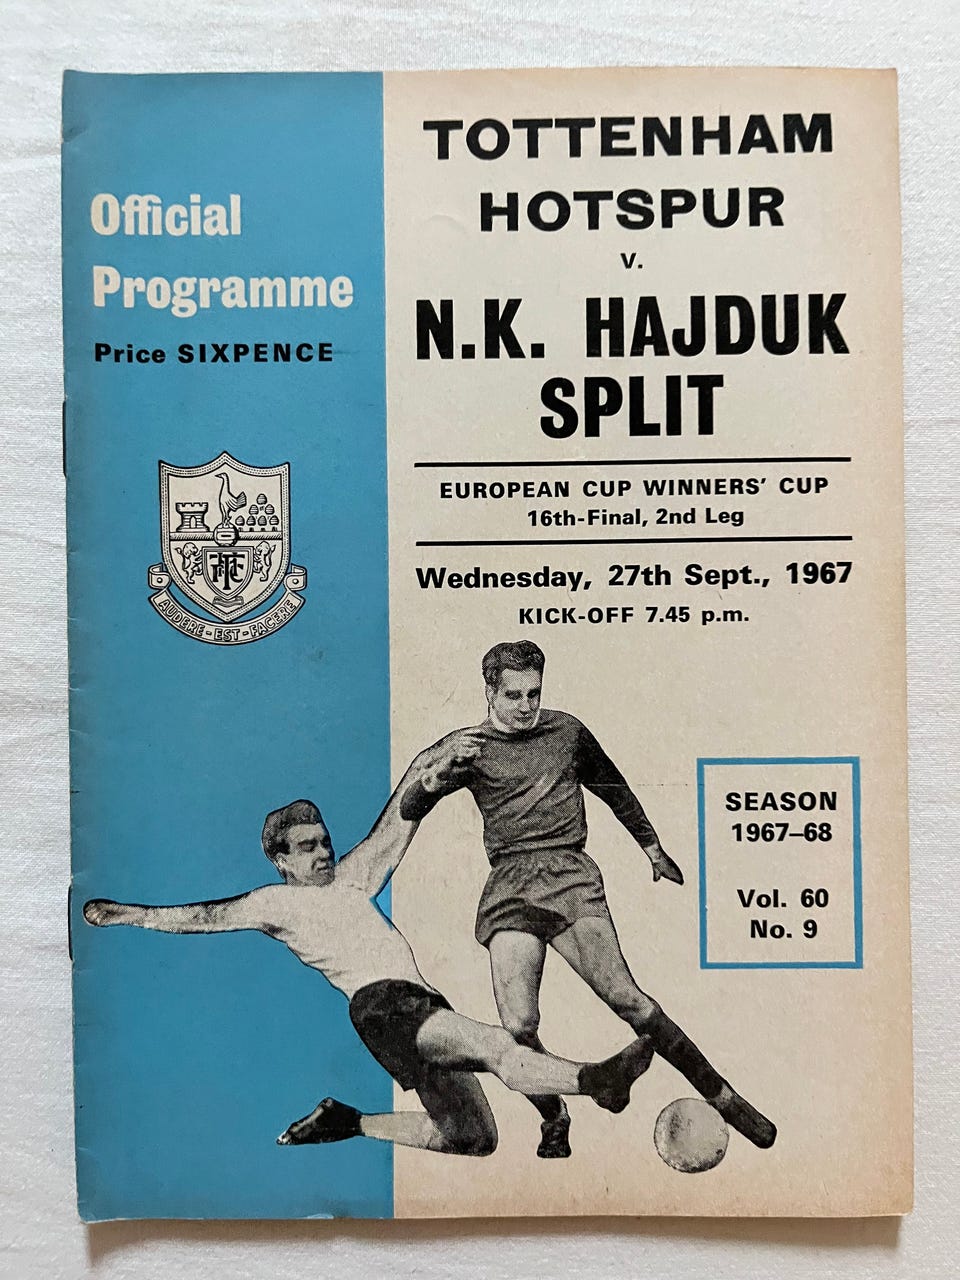 Official
Programme
Price SIXPENCE
AUDERE-EST-FACERE
TOTTENHAM
HOTSPUR
v.
N.K. HAJDUK
SPLIT
EUROPEAN CUP WINNERS' CUP
16th-Final, 2nd Leg
Wednesday, 27th Sept., 1967
KICK-OFF 7.45 p.m.
SEASON
1967–68
Vol. 60
No. 9